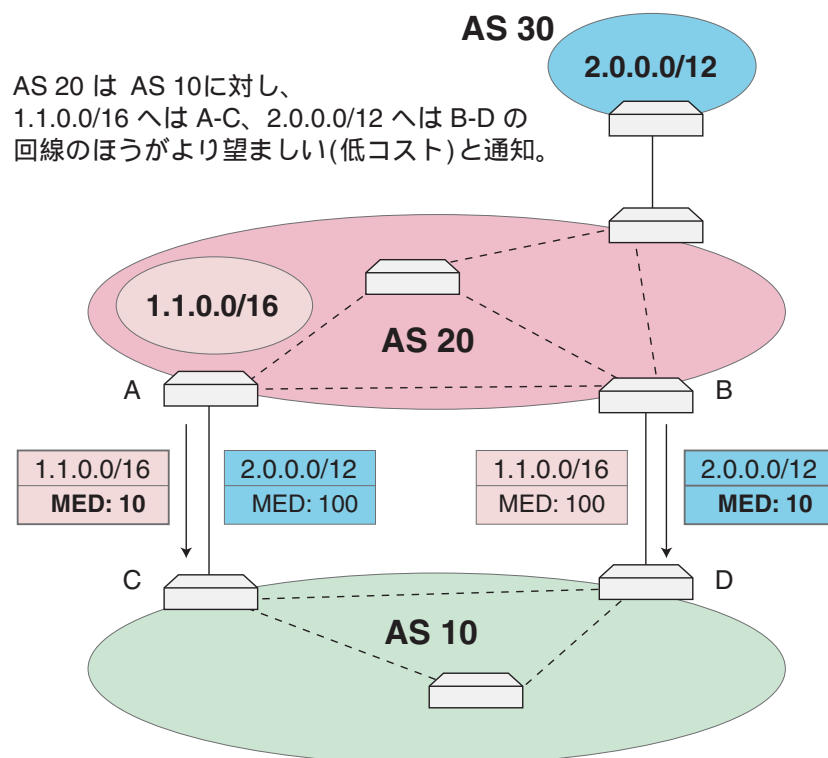 AS 30
2.0.0.0/12
AS 20 は AS 10に対し、
1.1.0.0/16 へは A-C、2.0.0.0/12 へは B-D の
回線のほうがより望ましい(低コスト)と通知。
1.1.0.0/16
AS 20
A
B
1.1.0.0/16
MED: 10
2.0.0.0/12
MED: 100
1.1.0.0/16
MED: 100
2.0.0.0/12
MED: 10
C
D
AS 10